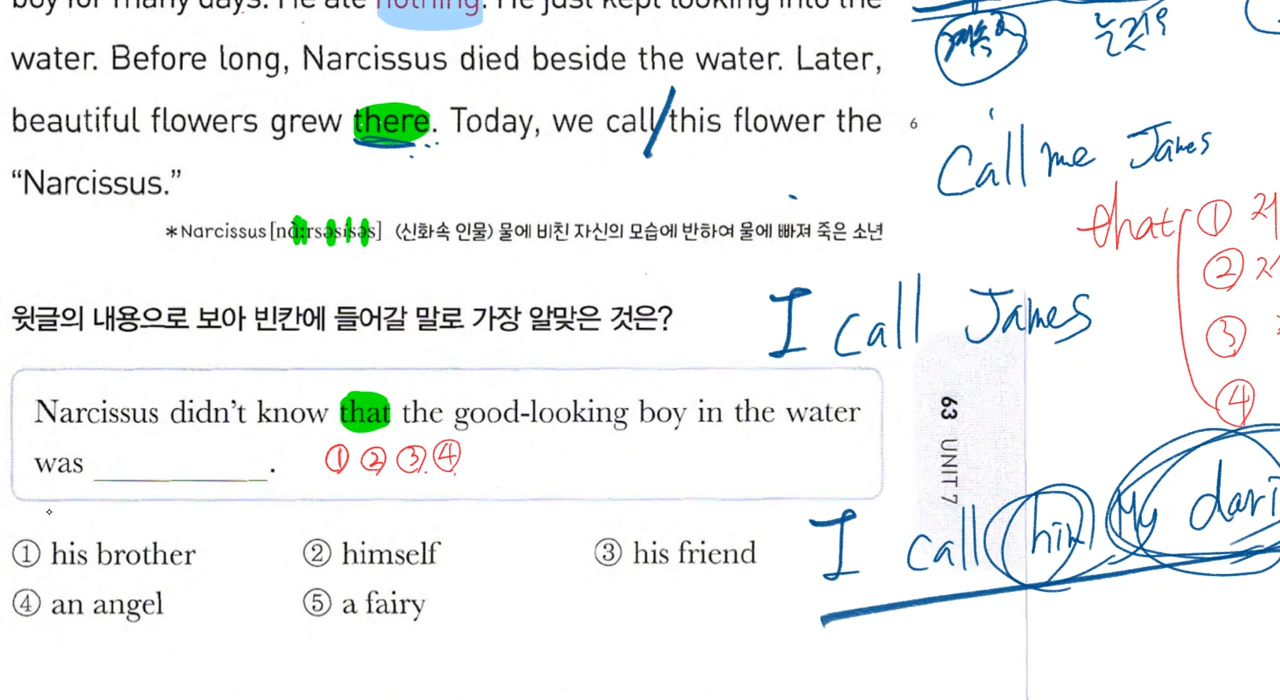 boy for many days. He ate nothing. He just kept looking into the
water. Before long, Narcissus died beside the water. Later,
beautiful flowers grew there. Today, we call this flower the
“Narcissus.”
6
∗Narcissus [nɑ̀ːrsəsísəs] (신화속 인물) 물에 비친 자신의 모습에 반하여 물에 빠져 죽은 소년
Call me James
that ①
②
③
④
I call James
윗글의 내용으로 보아 빈칸에 들어갈 말로 가장 알맞은 것은?
Narcissus didn’t know that the good-looking boy in the water
was ____________.
① ② ③ ④
63 UNIT 7
I call him My
① his brother ② himself ③ his friend
④ an angel ⑤ a fairy